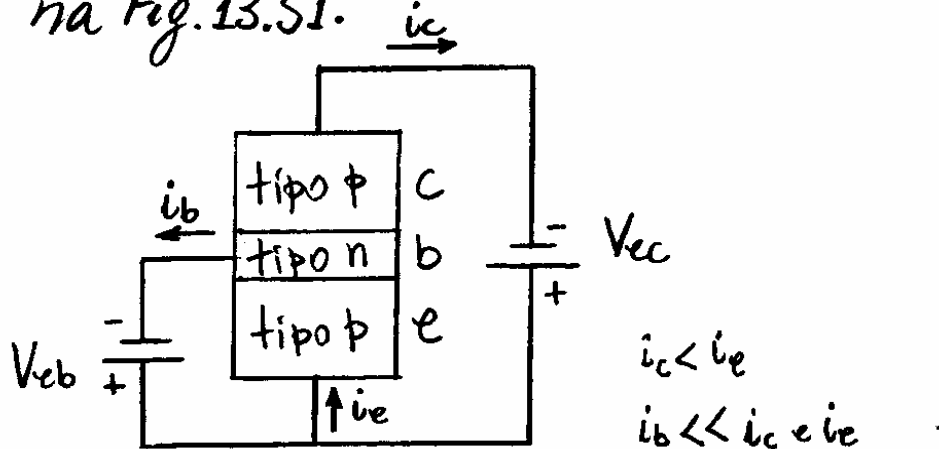 na Fig.13.51.
ic
tipo p c
ib
tipo n b
Vec
- +
tipo p e
- +
Veb
ie
ic < ie
ib << ic e ie